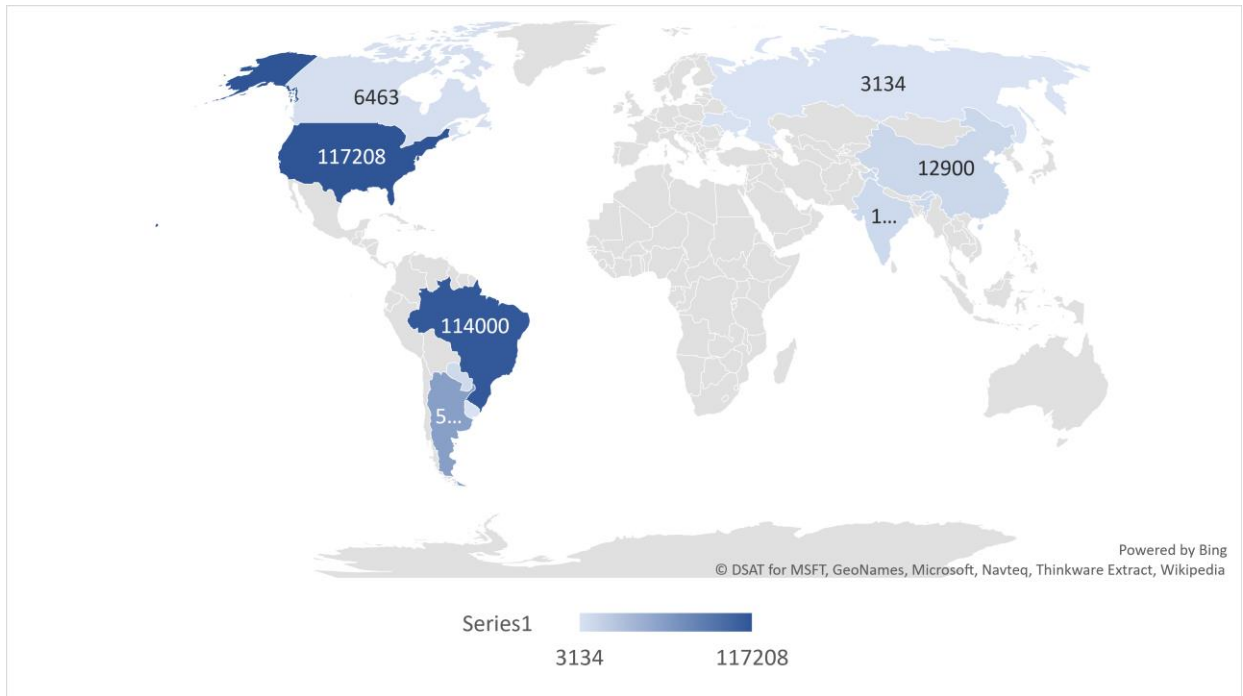 6463
3134
117208
12900
1...
114000
5...
Powered by Bing
© DSAT for MSFT, GeoNames, Microsoft, Navteq, Thinkware Extract, Wikipedia
Series1
3134 117208